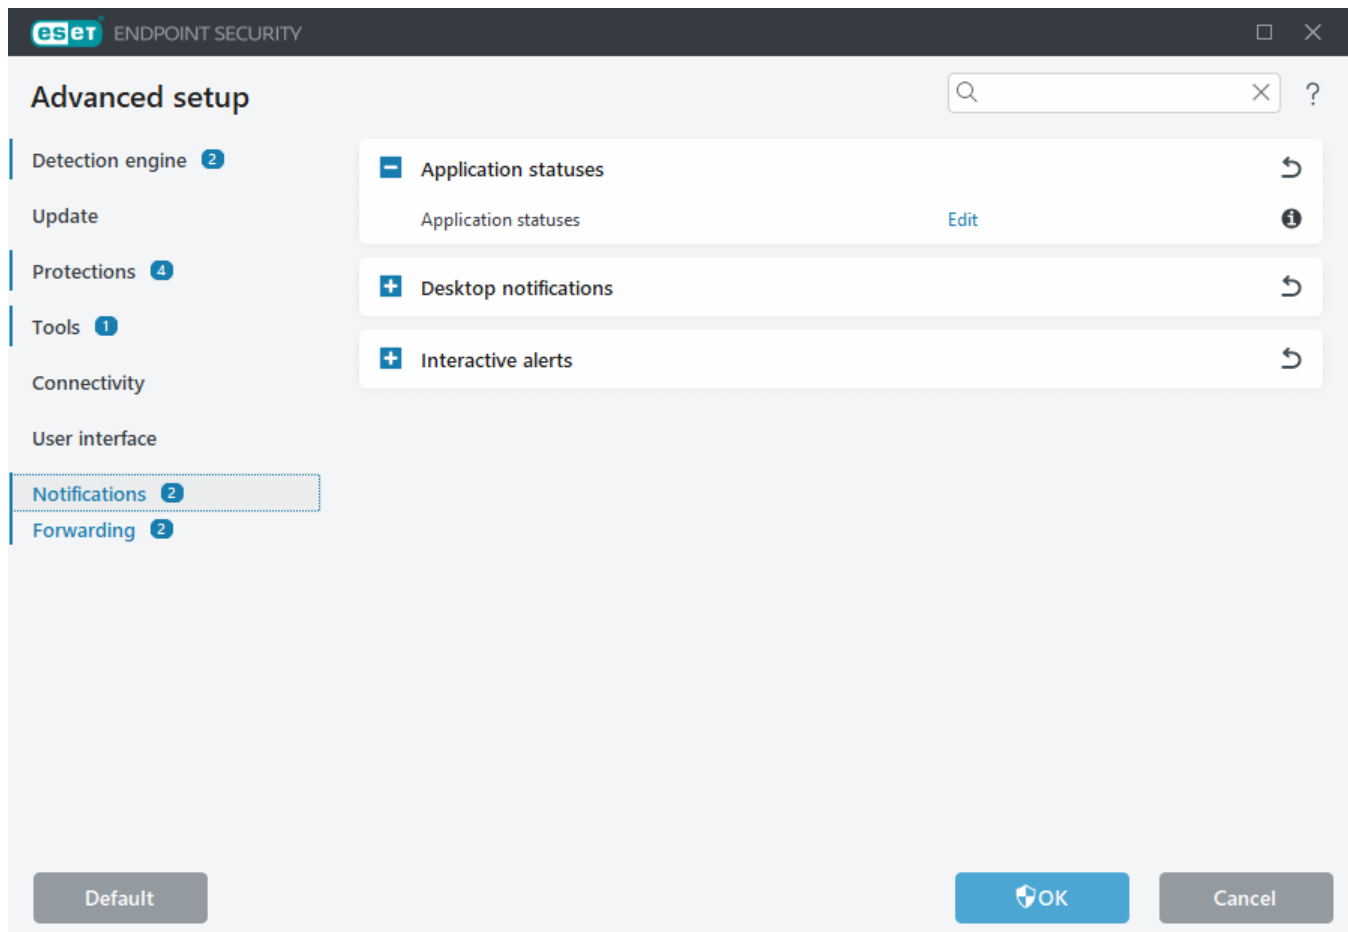 eset ENDPOINT SECURITY
Advanced setup
?
Detection engine 2
Update
Protections 4
Tools 1
Connectivity
User interface
Notifications 2
Forwarding 2
Application statuses
Application statuses Edit
Desktop notifications
Interactive alerts
Default
OK
Cancel